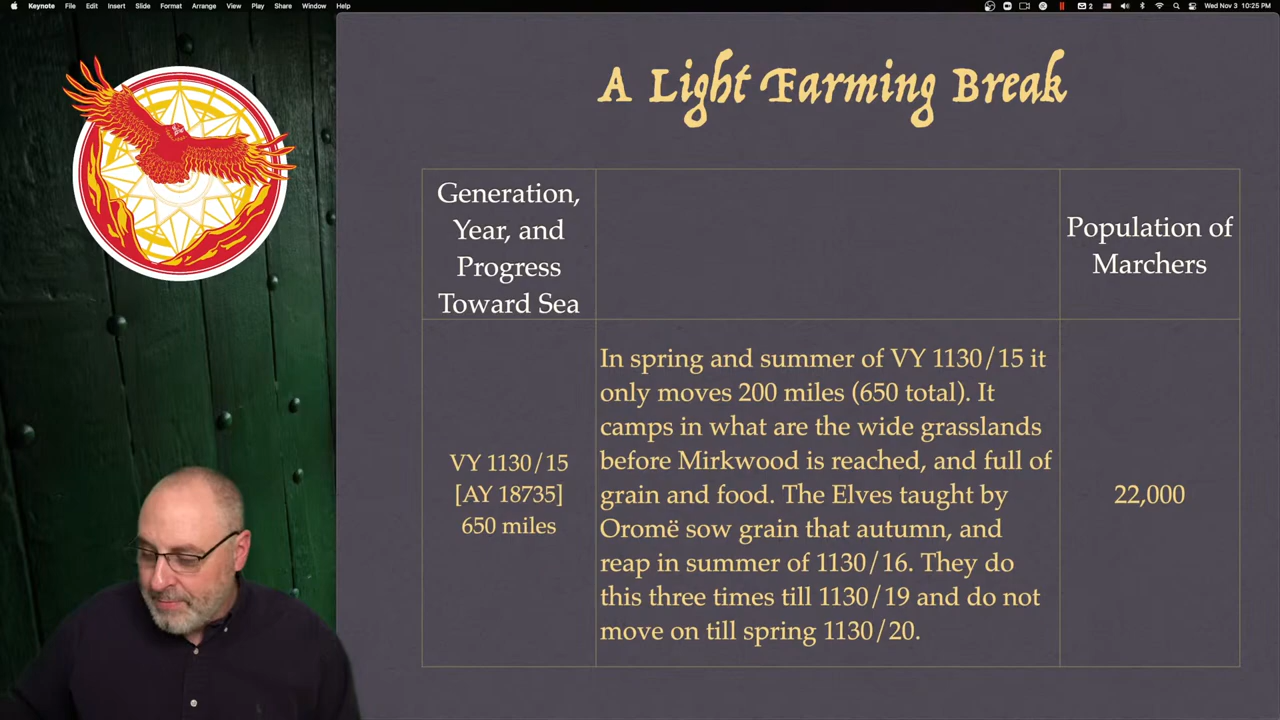 Keynote File Edit Insert Slide Format Arrange View Play Share Window Help
2 Wed Nov 3 10:25 PM
A Light Farming Break
Generation,
Year, and
Progress
Toward Sea
Population of
Marchers
VY 1130/15
[AY 18735]
650 miles
In spring and summer of VY 1130/15 it
only moves 200 miles (650 total). It
camps in what are the wide grasslands
before Mirkwood is reached, and full of
grain and food. The Elves taught by
Oromë sow grain that autumn, and
reap in summer of 1130/16. They do
this three times till 1130/19 and do not
move on till spring 1130/20.
22,000